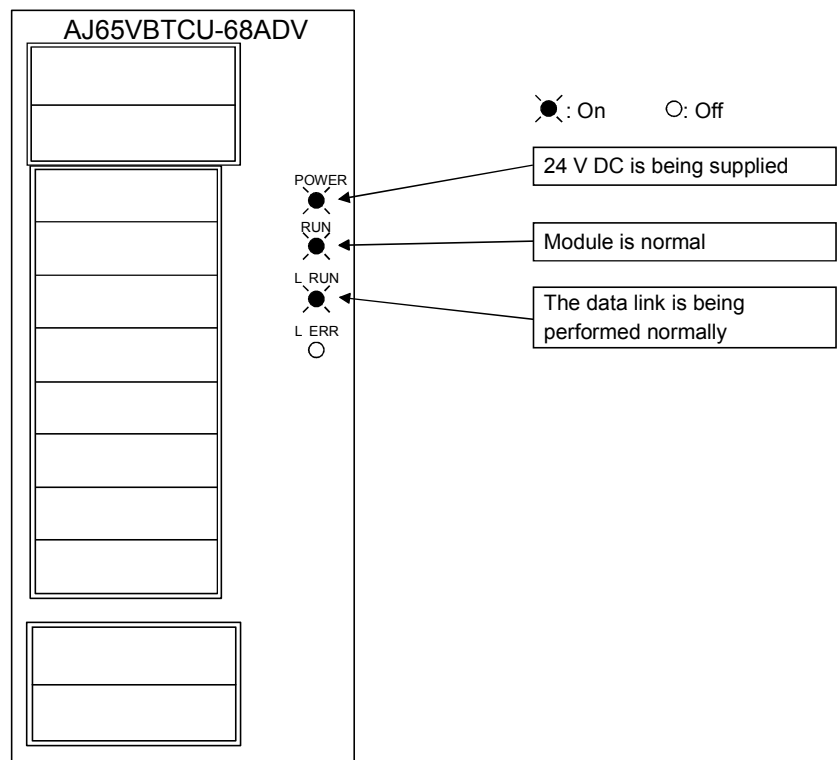 AJ65VBTCU-68ADV
: On
: Off
POWER
24 V DC is being supplied
RUN
Module is normal
L RUN
The data link is being
performed normally
L ERR